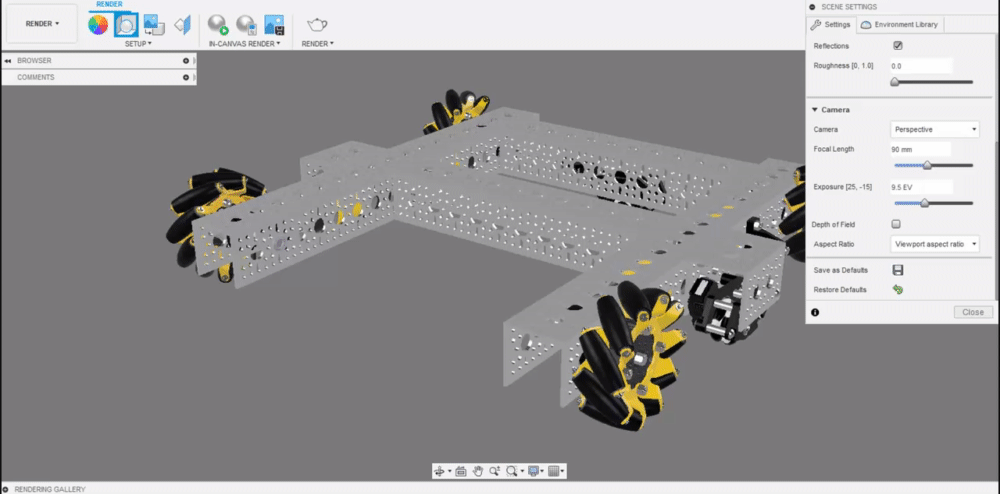 RENDER
RENDER
SETUP
IN-CANVAS RENDER
RENDER
BROWSER
COMMENTS
SCENE SETTINGS
Settings
Environment Library
Reflections
Roughness [0, 1.0]
0.0
Camera
Camera
Perspective
Focal Length
90 mm
Exposure [25, -15]
9.5 EV
Depth of Field
Aspect Ratio
Viewport aspect ratio
Save as Defaults
Restore Defaults
Close
RENDERING GALLERY